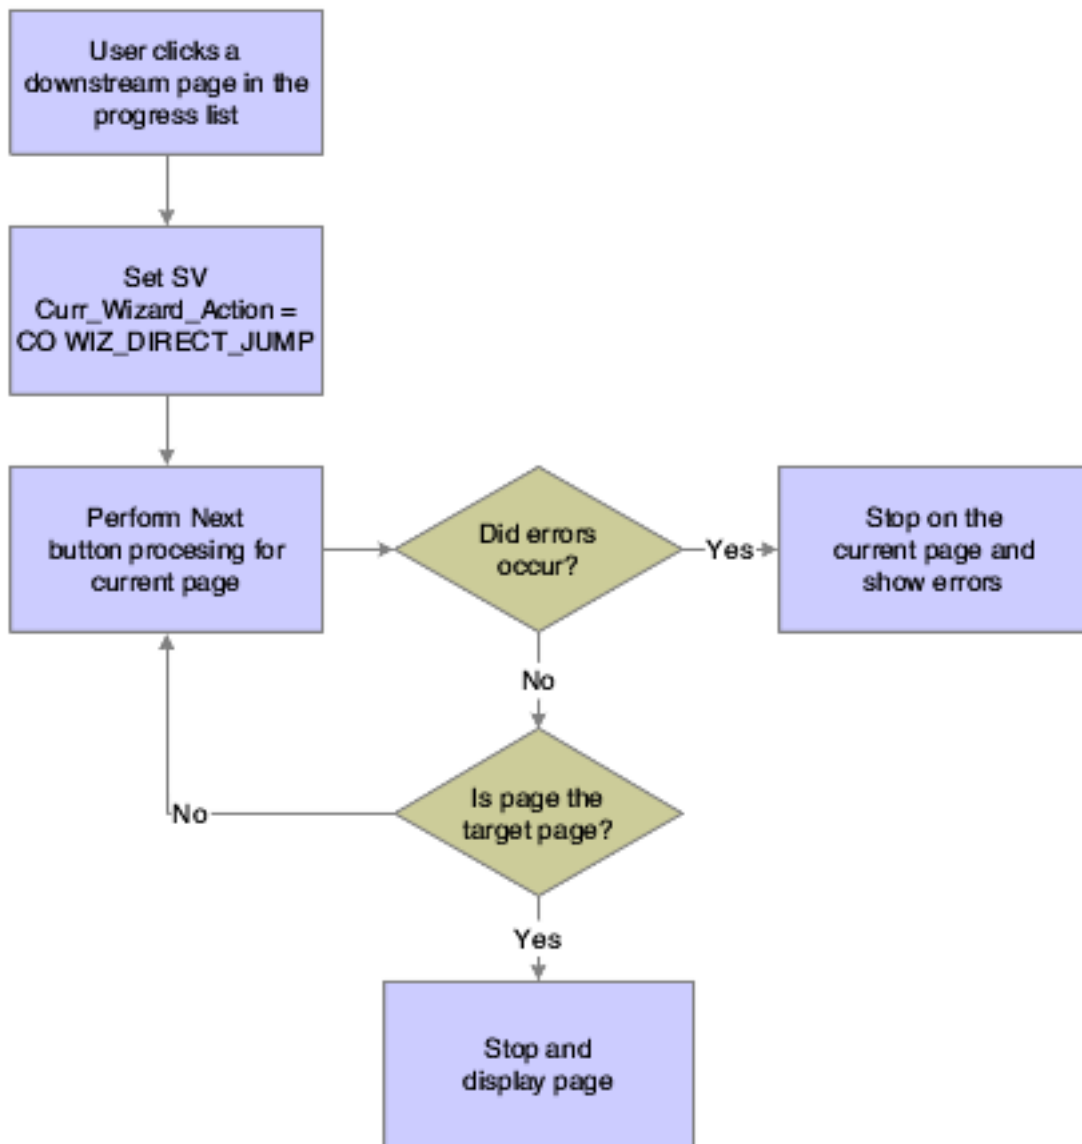 User clicks a
downstream page in the
progress list
Set SV
Curr_Wizard_Action =
CO WIZ_DIRECT_JUMP
Perform Next
button procesing for
current page
Did errors
occur?
Yes
Stop on the
current page and
show errors
No
Is page the
target page?
No
Yes
Stop and
display page